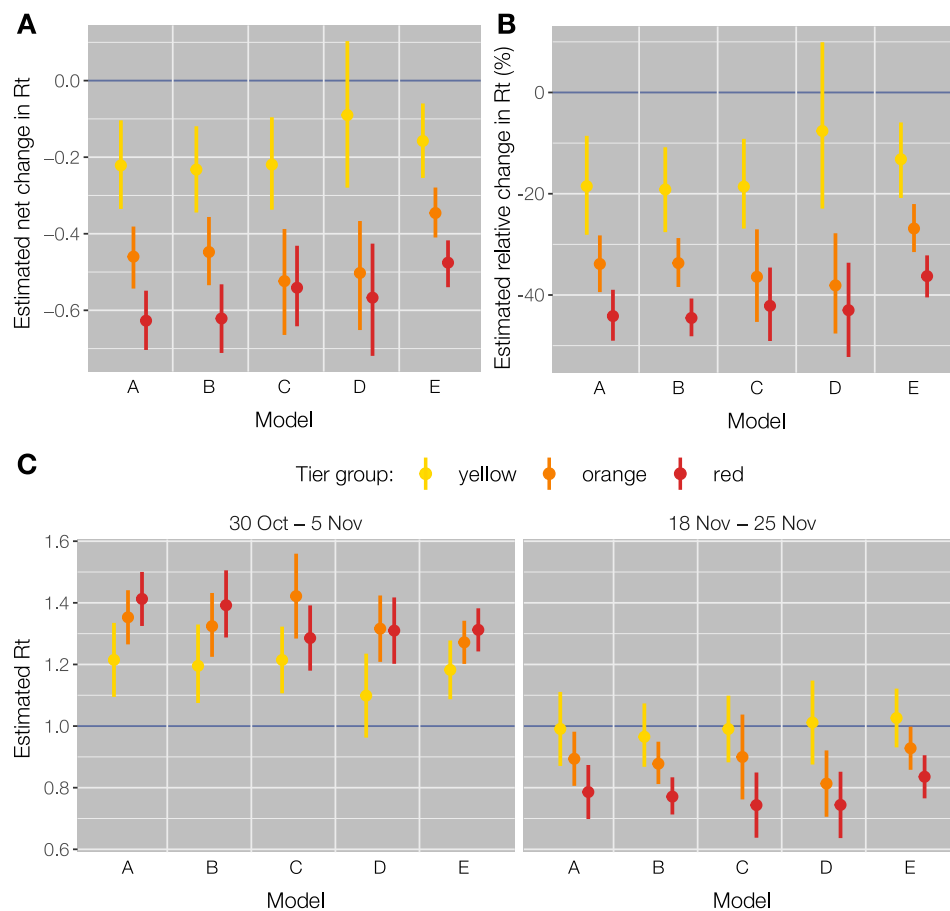 A
Estimated net change in Rt
0.0
−0.2
−0.4
−0.6
A B C D E
Model
B
Estimated relative change in Rt (%)
0
-20
-40
A B C D E
Model
C
Tier group: yellow orange red
30 Oct – 5 Nov
18 Nov – 25 Nov
Estimated Rt
1.6
1.4
1.2
1.0
0.8
0.6
A B C D E
Model
A B C D E
Model